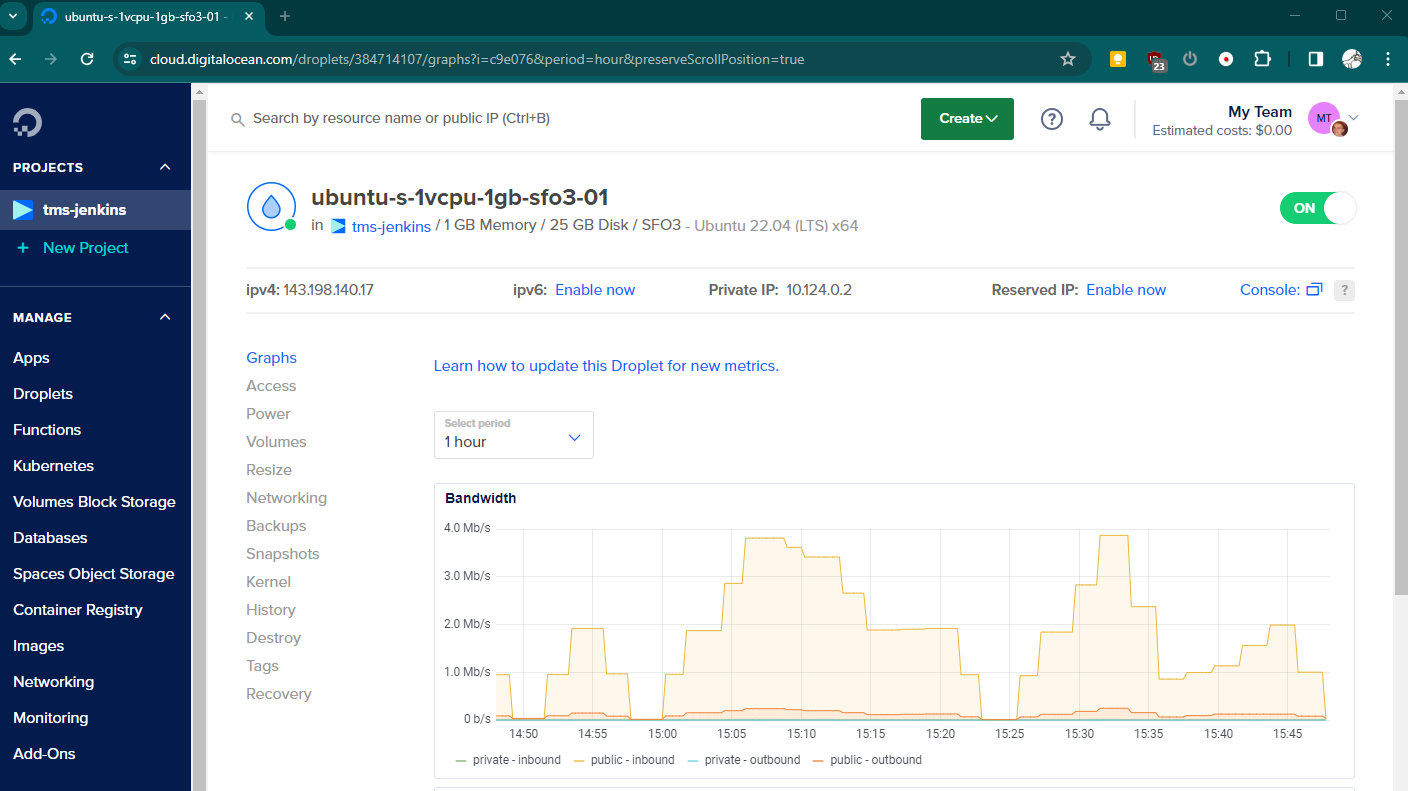 ubuntu-s-1vcpu-1gb-sfo3-01 -
cloud.digitalocean.com/droplets/384714107/graphs?i=c9e076&period=hour&preserveScrollPosition=true
23
Search by resource name or public IP (Ctrl+B)
Create
My Team
Estimated costs: $0.00
MT
PROJECTS
tms-jenkins
+ New Project
MANAGE
Apps
Droplets
Functions
Kubernetes
Volumes Block Storage
Databases
Spaces Object Storage
Container Registry
Images
Networking
Monitoring
Add-Ons
ubuntu-s-1vcpu-1gb-sfo3-01
in tms-jenkins / 1 GB Memory / 25 GB Disk / SFO3 - Ubuntu 22.04 (LTS) x64
ON
ipv4: 143.198.140.17 ipv6: Enable now Private IP: 10.124.0.2 Reserved IP: Enable now Console: ?
Graphs
Access
Power
Volumes
Resize
Networking
Backups
Snapshots
Kernel
History
Destroy
Tags
Recovery
Learn how to update this Droplet for new metrics.
Select period
1 hour
Bandwidth
4.0 Mb/s
3.0 Mb/s
2.0 Mb/s
1.0 Mb/s
0 b/s
14:50 14:55 15:00 15:05 15:10 15:15 15:20 15:25 15:30 15:35 15:40 15:45
private - inbound public - inbound private - outbound public - outbound